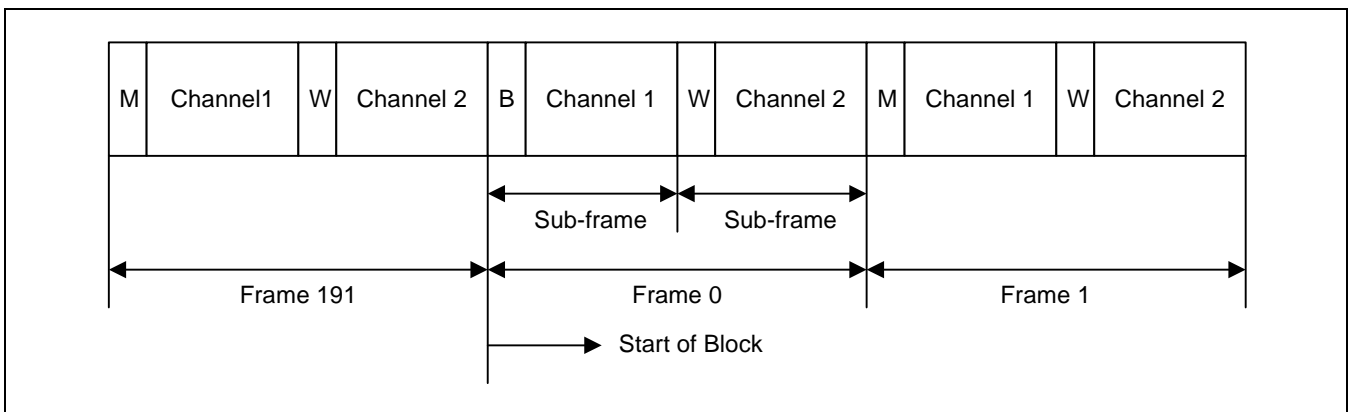 M Channel1 W Channel 2 B Channel 1 W Channel 2 M Channel 1 W Channel 2
Sub-frame Sub-frame
Frame 191 Frame 0 Frame 1
Start of Block